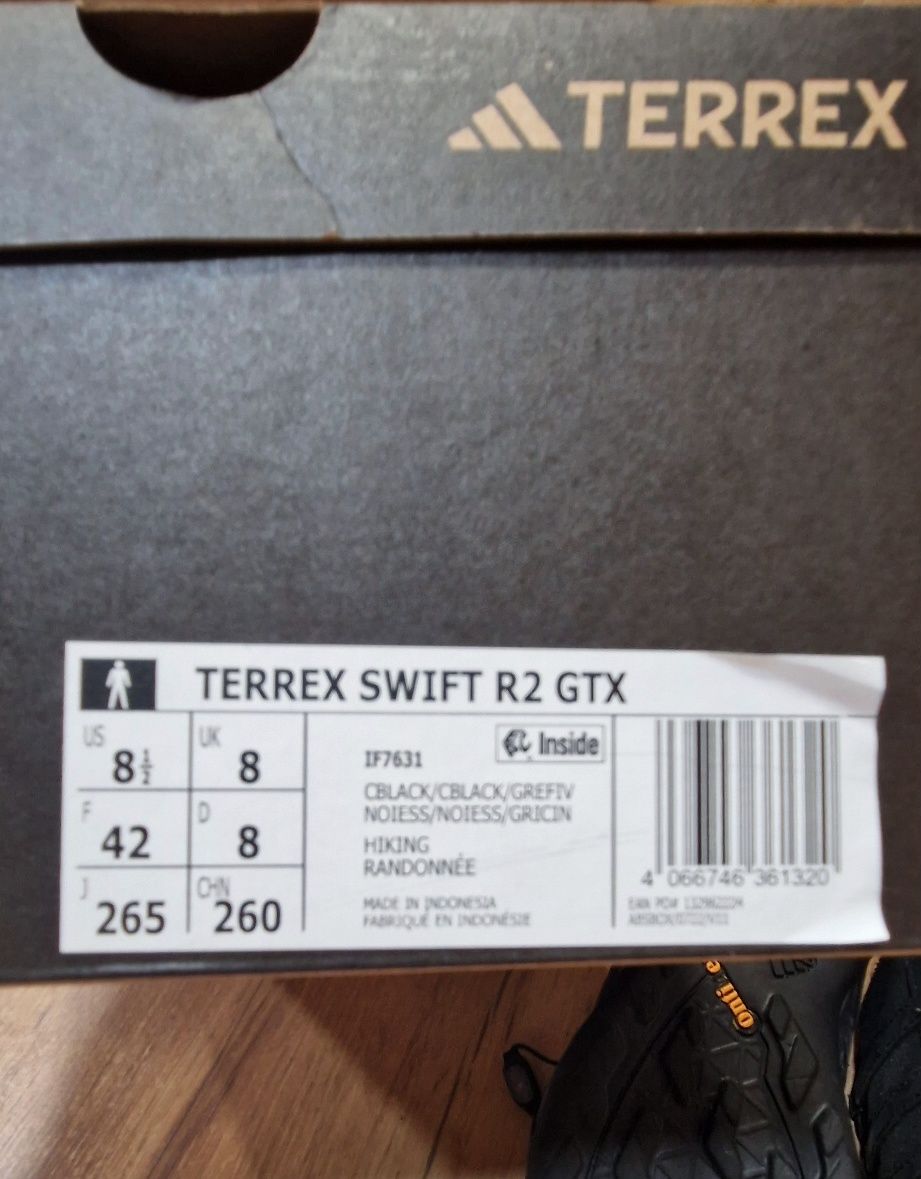 TERREX
TERREX SWIFT R2 GTX
US 8½ UK 8
F 42 D 8
J 265 CHN 260
IF7631 Inside
CBLACK/CBLACK/GREFIV
NOIESS/NOIESS/GRICIN
HIKING
RANDONNÉE
MADE IN INDONESIA
FABRIQUÉ EN INDONÉSIE
4 066746 361320